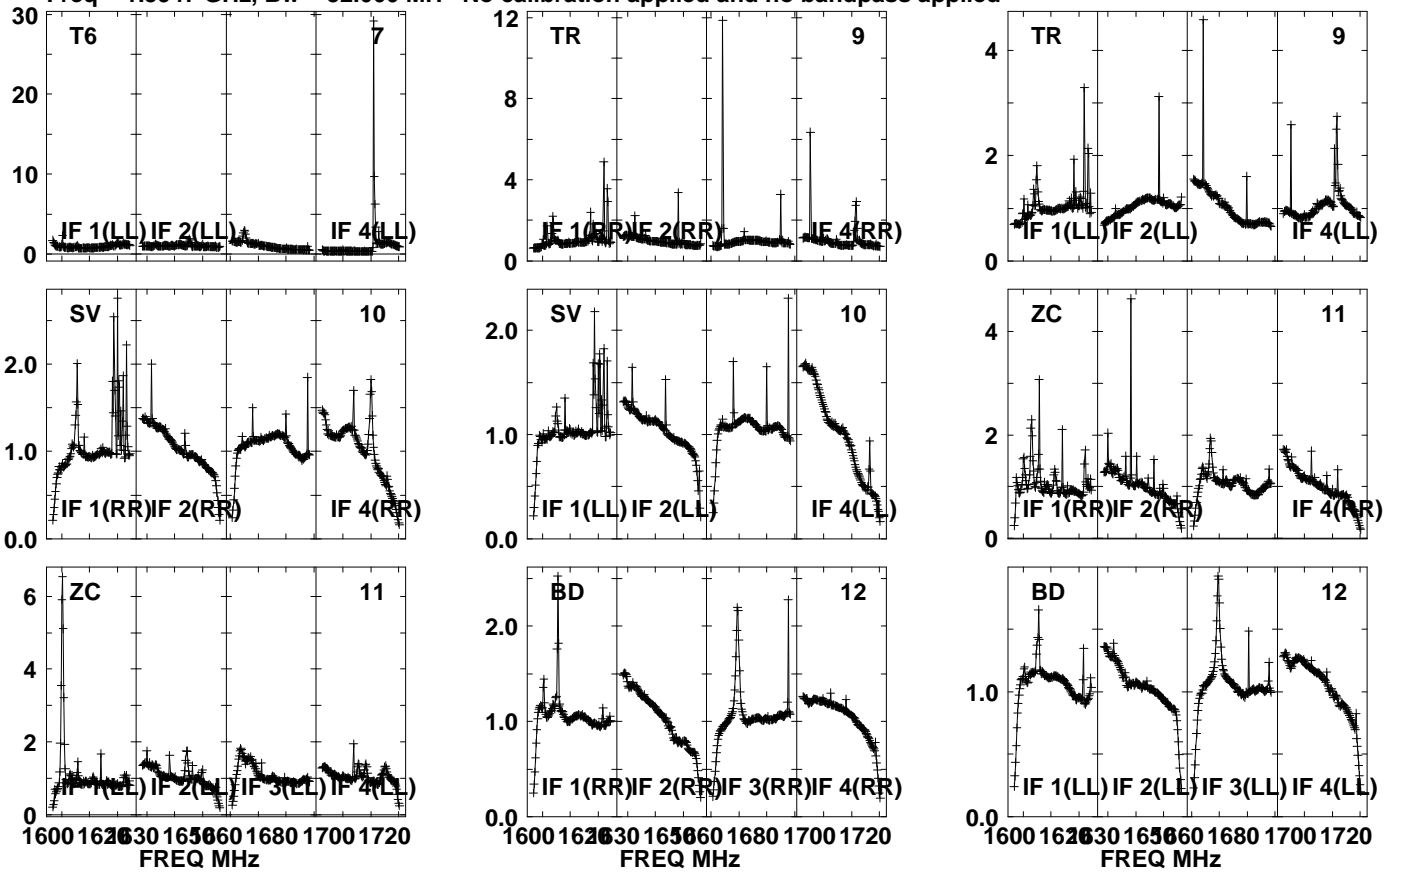 No calibration applied and no bandpass applied
T6 7
TR 9
TR 9
30
20
10
0
IF 1(LL) IF 2(LL) IF 4(LL)
12
8
4
0
IF 1(RR) IF 2(RR) IF 4(RR)
4
2
0
IF 1(LL) IF 2(LL) IF 4(LL)
SV 10
SV 10
ZC 11
2.0
1.0
0.0
IF 1(RR) IF 2(RR) IF 4(RR)
2.0
1.0
0.0
IF 1(LL) IF 2(LL) IF 4(LL)
4
2
0
IF 1(RR) IF 2(RR) IF 4(RR)
ZC 11
BD 12
BD 12
6
4
2
0
IF 1(LL) IF 2(LL) IF 3(LL) IF 4(LL)
2.0
1.0
0.0
IF 1(RR) IF 2(RR) IF 3(RR) IF 4(RR)
1.0
0.0
IF 1(LL) IF 2(LL) IF 3(LL) IF 4(LL)
1600 1680 1700 1720
FREQ MHz
1600 1680 1700 1720
FREQ MHz
1600 1680 1700 1720
FREQ MHz